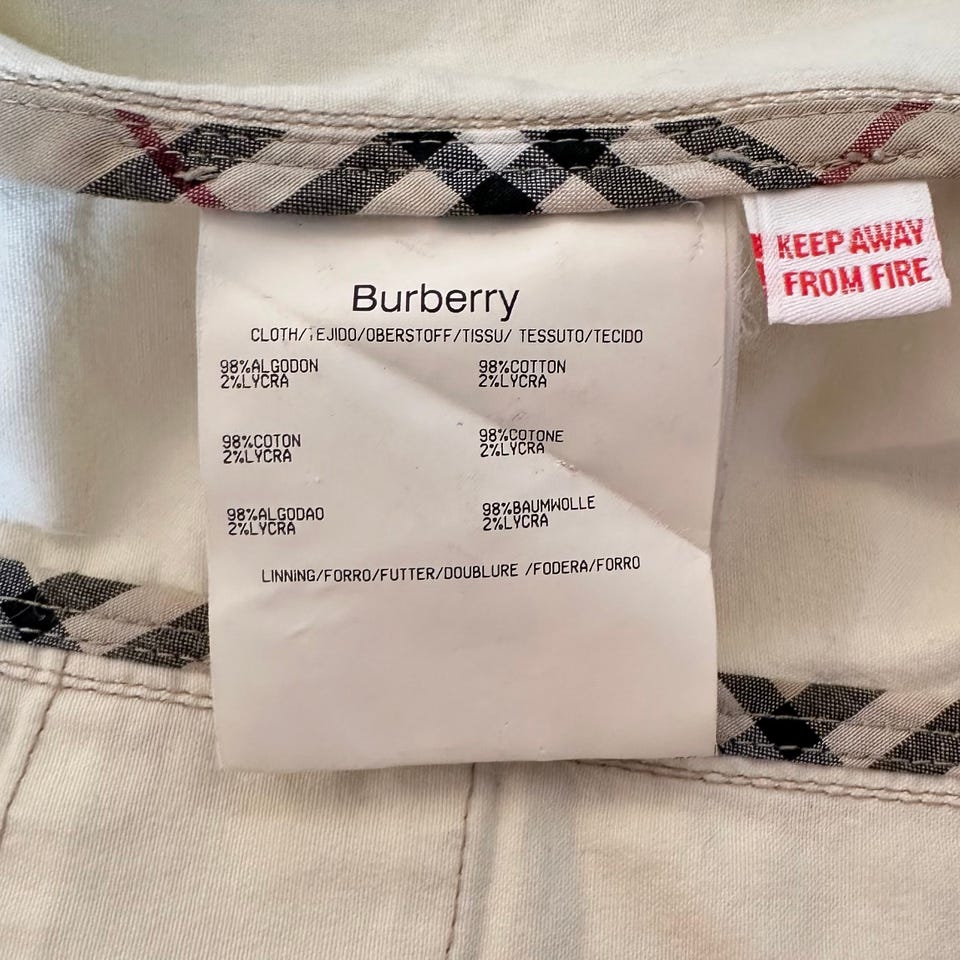 KEEP AWAY
FROM FIRE
Burberry
CLOTH/TEJIDO/OBERSTOFF/TISSU/ TESSUTO/TECIDO
98%ALGODON
2%LYCRA
98%COTTON
2%LYCRA
98%COTON
2%LYCRA
98%COTONE
2%LYCRA
98%ALGODAO
2%LYCRA
98%BAUMWOLLE
2%LYCRA
LINNING/FORRO/FUTTER/DOUBLURE /FODERA/FORRO